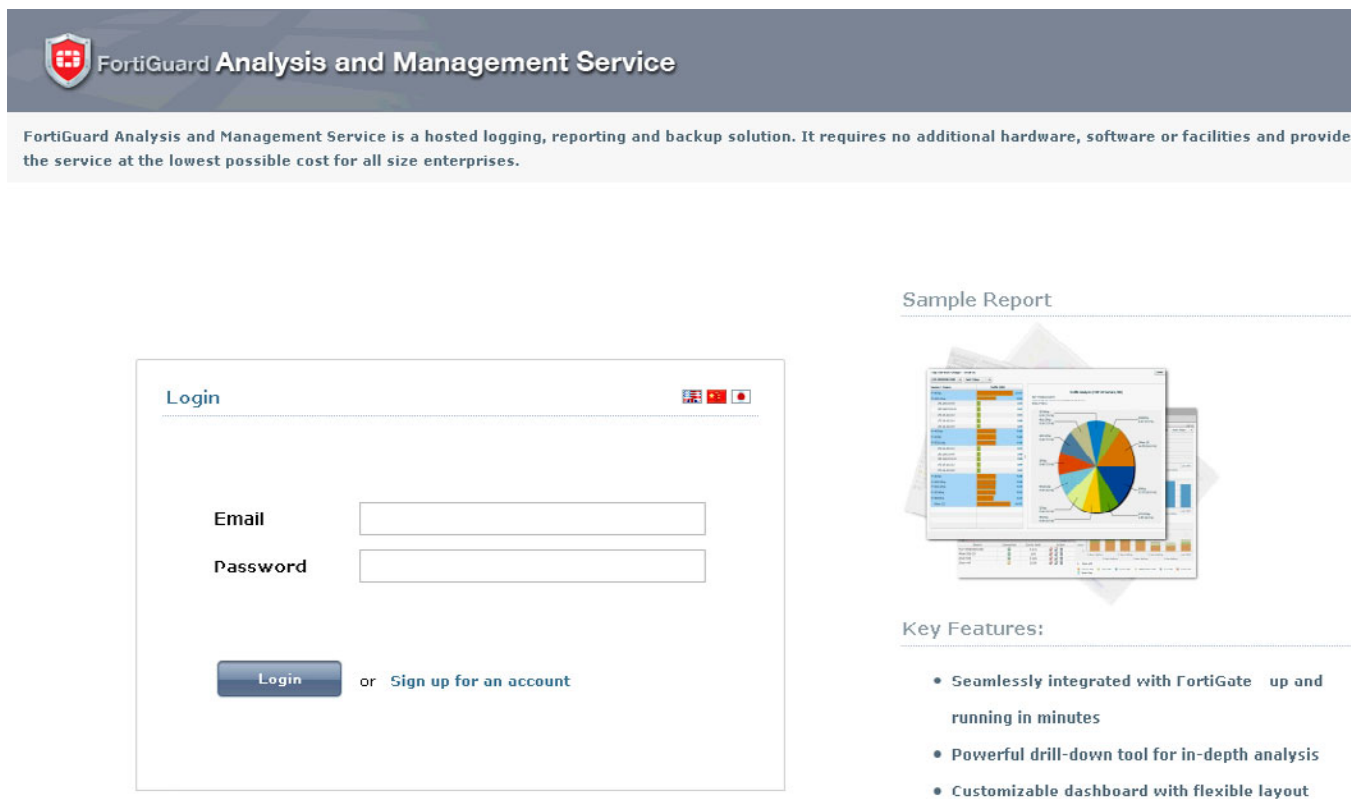 FortiGuard Analysis and Management Service
FortiGuard Analysis and Management Service is a hosted logging, reporting and backup solution. It requires no additional hardware, software or facilities and provide
the service at the lowest possible cost for all size enterprises.
Login
Email
Password
Login or Sign up for an account
Sample Report
Key Features:
• Seamlessly integrated with FortiGate up and
running in minutes
• Powerful drill-down tool for in-depth analysis
• Customizable dashboard with flexible layout